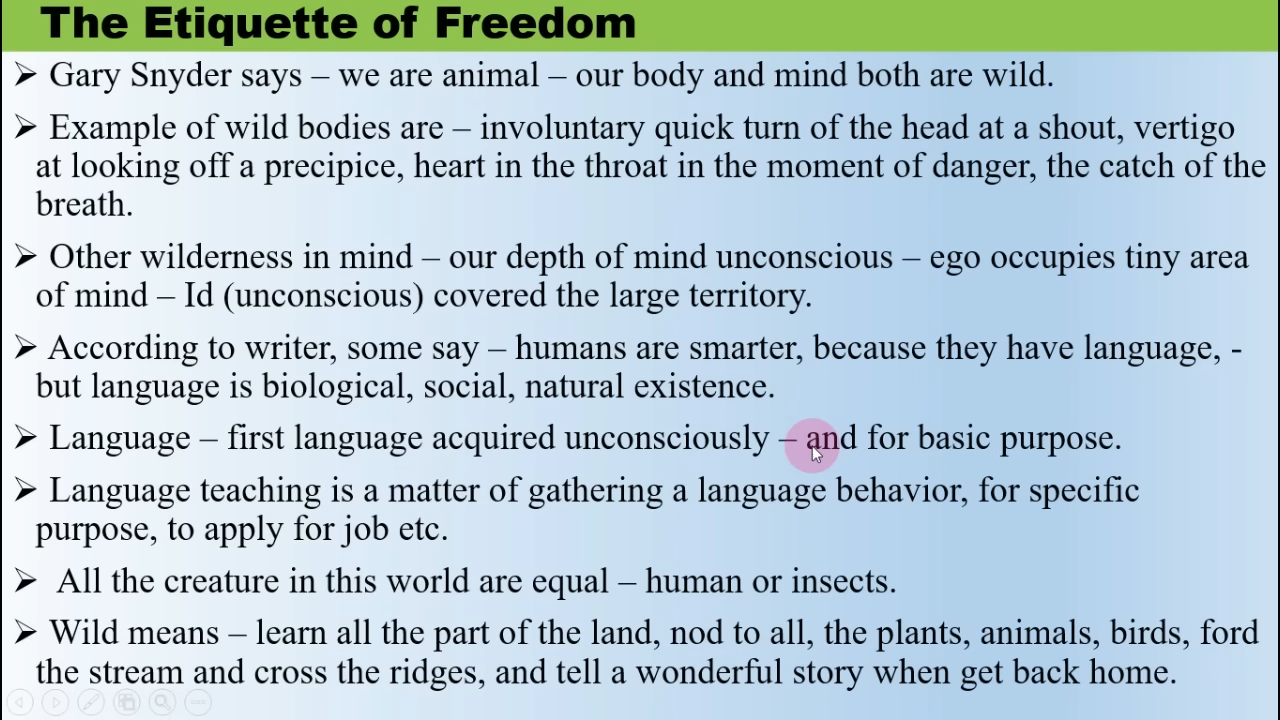 The Etiquette of Freedom
➢ Gary Snyder says – we are animal – our body and mind both are wild.
➢ Example of wild bodies are – involuntary quick turn of the head at a shout, vertigo
at looking off a precipice, heart in the throat in the moment of danger, the catch of the
breath.
➢ Other wilderness in mind – our depth of mind unconscious – ego occupies tiny area
of mind – Id (unconscious) covered the large territory.
➢ According to writer, some say – humans are smarter, because they have language, -
but language is biological, social, natural existence.
➢ Language – first language acquired unconsciously – and for basic purpose.
➢ Language teaching is a matter of gathering a language behavior, for specific
purpose, to apply for job etc.
➢ All the creature in this world are equal – human or insects.
➢ Wild means – learn all the part of the land, nod to all, the plants, animals, birds, ford
the stream and cross the ridges, and tell a wonderful story when get back home.